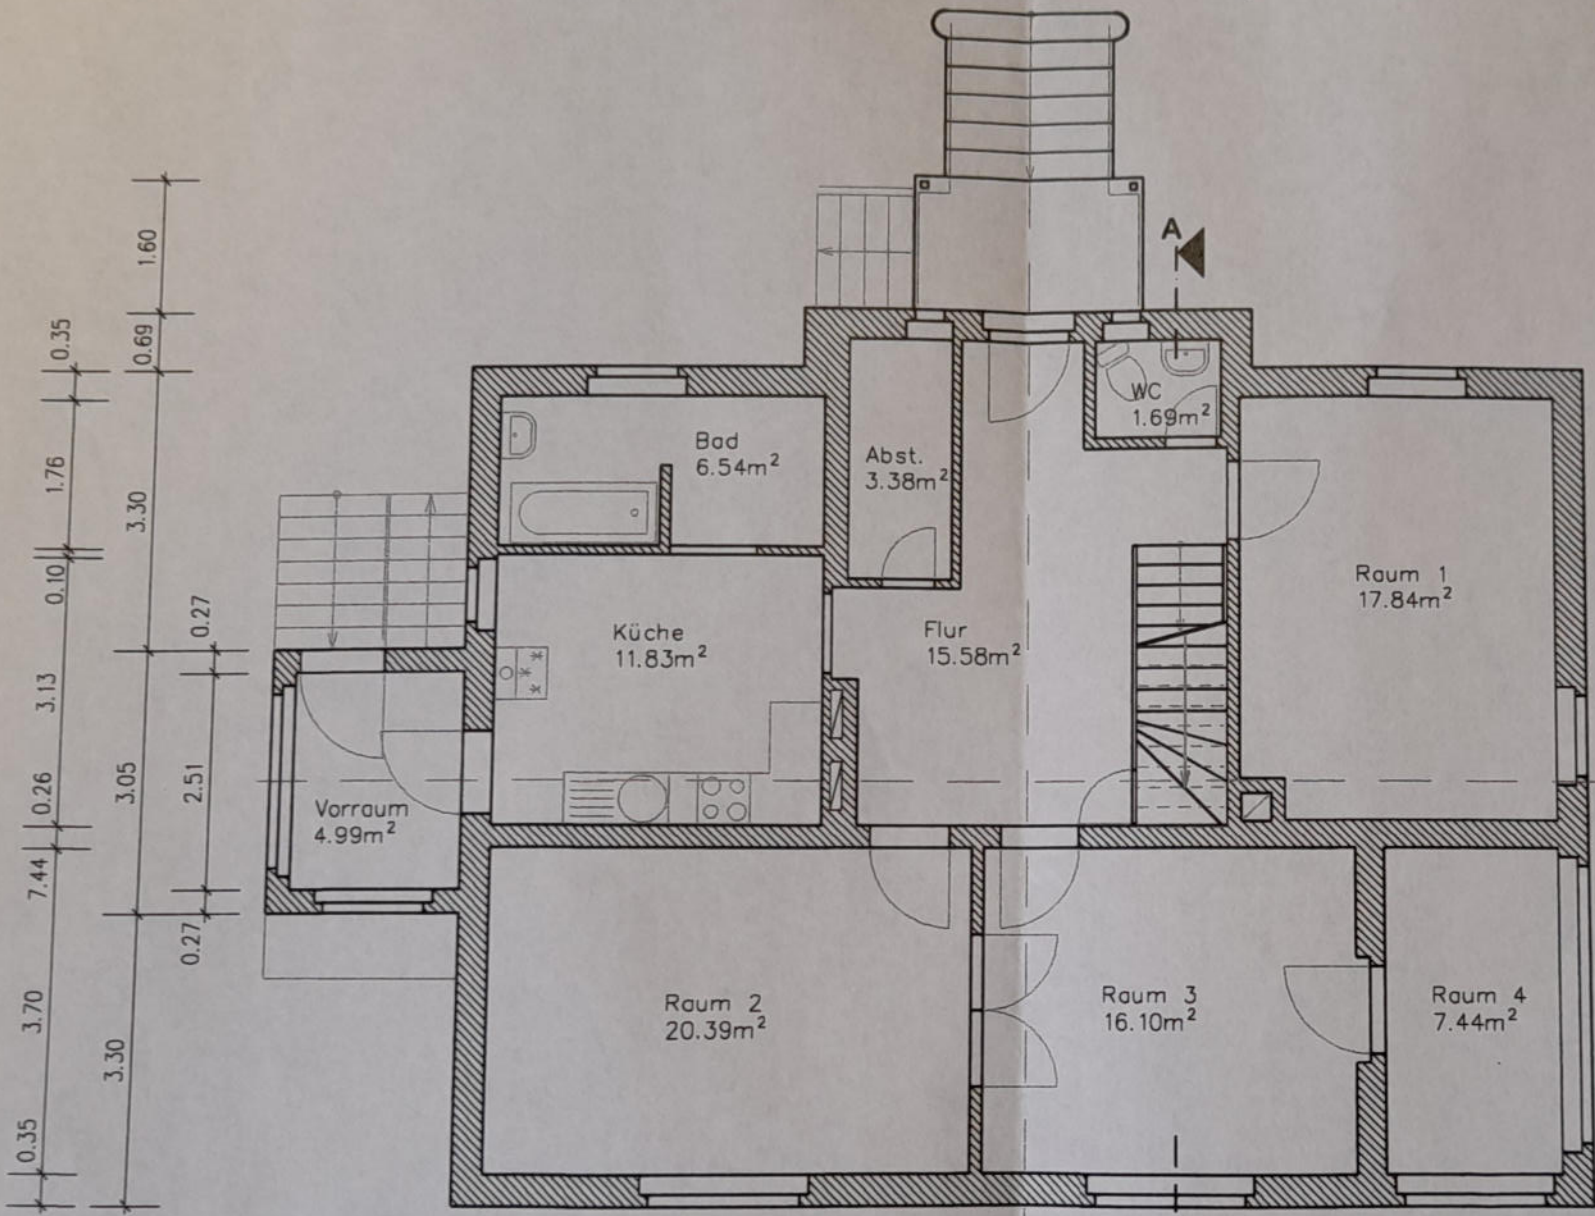 1.60
0.35
0.69
A
WC
1.69m²
Bad
6.54m²
Abst.
3.38m²
1.76
3.30
0.10
0.27
Raum 1
17.84m²
Küche
11.83m²
Flur
15.58m²
3.13
3.05
2.51
0.26
Vorraum
4.99m²
7.44
0.27
Raum 2
20.39m²
Raum 3
16.10m²
Raum 4
7.44m²
3.70
3.30
0.35